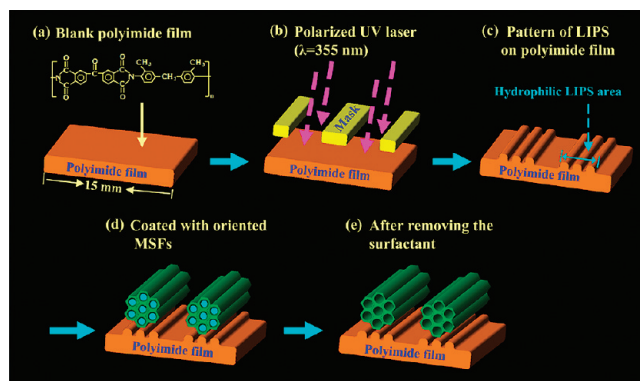 (a) Blank polyimide film
CH₃
CH₂
CH₃
n
Polyimide film
15 mm
(b) Polarized UV laser
(λ=355 nm)
Mask
Polyimide film
(c) Pattern of LIPS
on polyimide film
Hydrophilic LIPS area
Polyimide film
(d) Coated with oriented
MSFs
Polyimide film
(e) After removing the
surfactant
Polyimide film